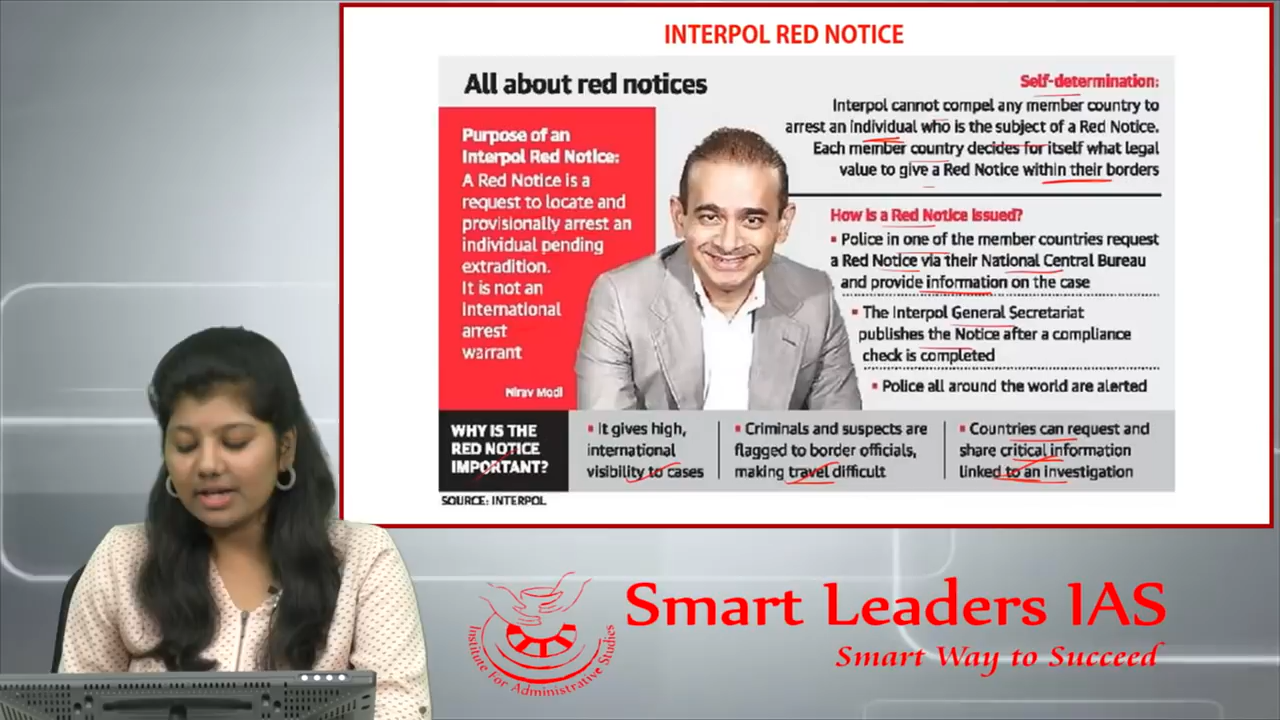 INTERPOL RED NOTICE
All about red notices
Purpose of an
Interpol Red Notice:
A Red Notice is a
request to locate and
provisionally arrest an
individual pending
extradition.
It is not an
international
arrest
warrant
Nirav Modi
Self-determination:
Interpol cannot compel any member country to
arrest an individual who is the subject of a Red Notice.
Each member country decides for itself what legal
value to give a Red Notice within their borders
How is a Red Notice issued?
▪ Police in one of the member countries request
a Red Notice via their National Central Bureau
and provide information on the case
▪ The Interpol General Secretariat
publishes the Notice after a compliance
check is completed
▪ Police all around the world are alerted
WHY IS THE
RED NOTICE
IMPORTANT?
▪ It gives high,
international
visibility to cases
▪ Criminals and suspects are
flagged to border officials,
making travel difficult
▪ Countries can request and
share critical information
linked to an investigation
SOURCE: INTERPOL
Institute For Administrative Studies
Smart Leaders IAS
Smart Way to Succeed